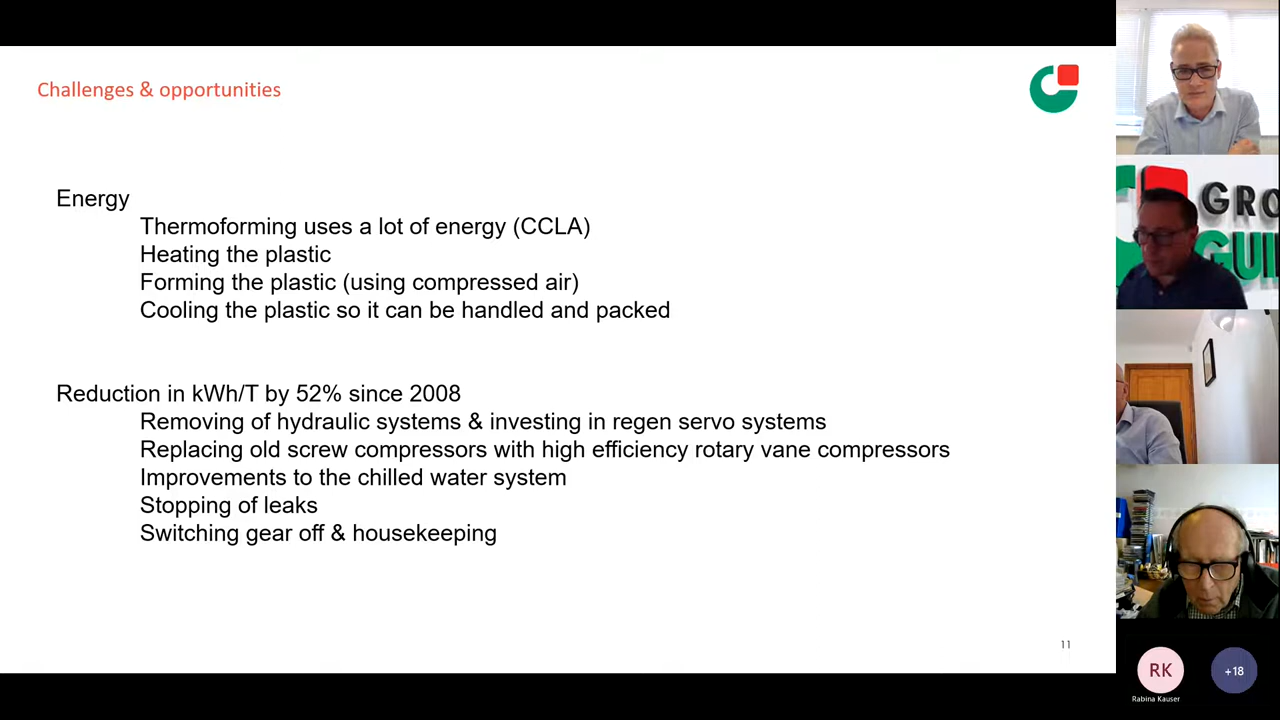 Challenges & opportunities
Energy
Thermoforming uses a lot of energy (CCLA)
Heating the plastic
Forming the plastic (using compressed air)
Cooling the plastic so it can be handled and packed
Reduction in kWh/T by 52% since 2008
Removing of hydraulic systems & investing in regen servo systems
Replacing old screw compressors with high efficiency rotary vane compressors
Improvements to the chilled water system
Stopping of leaks
Switching gear off & housekeeping
11
GRO
GUI
RK
+18
Rabina Kauser